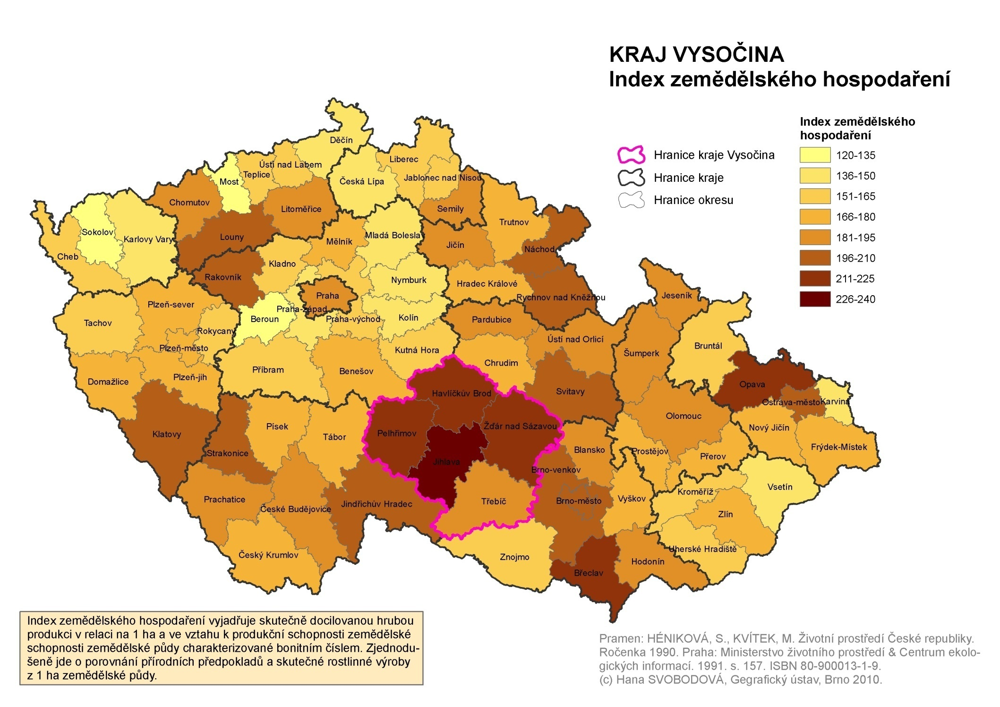 KRAJ VYSOČINA
Index zemědělského hospodaření
Index zemědělského
hospodaření
120-135
136-150
151-165
166-180
181-195
196-210
211-225
226-240
Hranice kraje Vysočina
Hranice kraje
Hranice okresu
Děčín
Liberec
Ústí nad Labem
Teplice
Most
Česká Lípa
Jablonec nad Nisou
Chomutov
Litoměřice
Semily
Trutnov
Sokolov
Karlovy Vary
Louny
Mělník
Mladá Boleslav
Jičín
Náchod
Cheb
Kladno
Rakovník
Nymburk
Hradec Králové
Praha
Rychnov nad Kněžnou
Jeseník
Plzeň-sever
Praha-západ
Tachov
Beroun
Praha-východ
Kolín
Pardubice
Rokycany
Ústí nad Orlicí
Bruntál
Plzeň-město
Kutná Hora
Šumperk
Chrudim
Příbram
Benešov
Plzeň-jih
Domažlice
Opava
Havlíčkův Brod
Svitavy
Ostrava-město
Karviná
Olomouc
Klatovy
Písek
Tábor
Pelhřimov
Žďár nad Sázavou
Nový Jičín
Frýdek-Místek
Strakonice
Blansko
Prostějov
Přerov
Jihlava
Brno-venkov
Vsetín
Kroměříž
Prachatice
České Budějovice
Jindřichův Hradec
Třebíč
Brno-město
Vyškov
Zlín
Český Krumlov
Znojmo
Uherské Hradiště
Hodonín
Břeclav
Index zemědělského hospodaření vyjadřuje skutečně docilovanou hrubou
produkci v relaci na 1 ha a ve vztahu k produkční schopnosti zemědělské
schopnosti zemědělské půdy charakterizované bonitním číslem. Zjednodu-
šeně jde o porovnání přírodních předpokladů a skutečné rostlinné výroby
z 1 ha zemědělské půdy.
Pramen: HÉNIKOVÁ, S., KVÍTEK, M. Životní prostředí České republiky.
Ročenka 1990. Praha: Ministerstvo životního prostředí & Centrum ekolo-
gických informací. 1991. s. 157. ISBN 80-900013-1-9.
(c) Hana SVOBODOVÁ, Gegrafický ústav, Brno 2010.